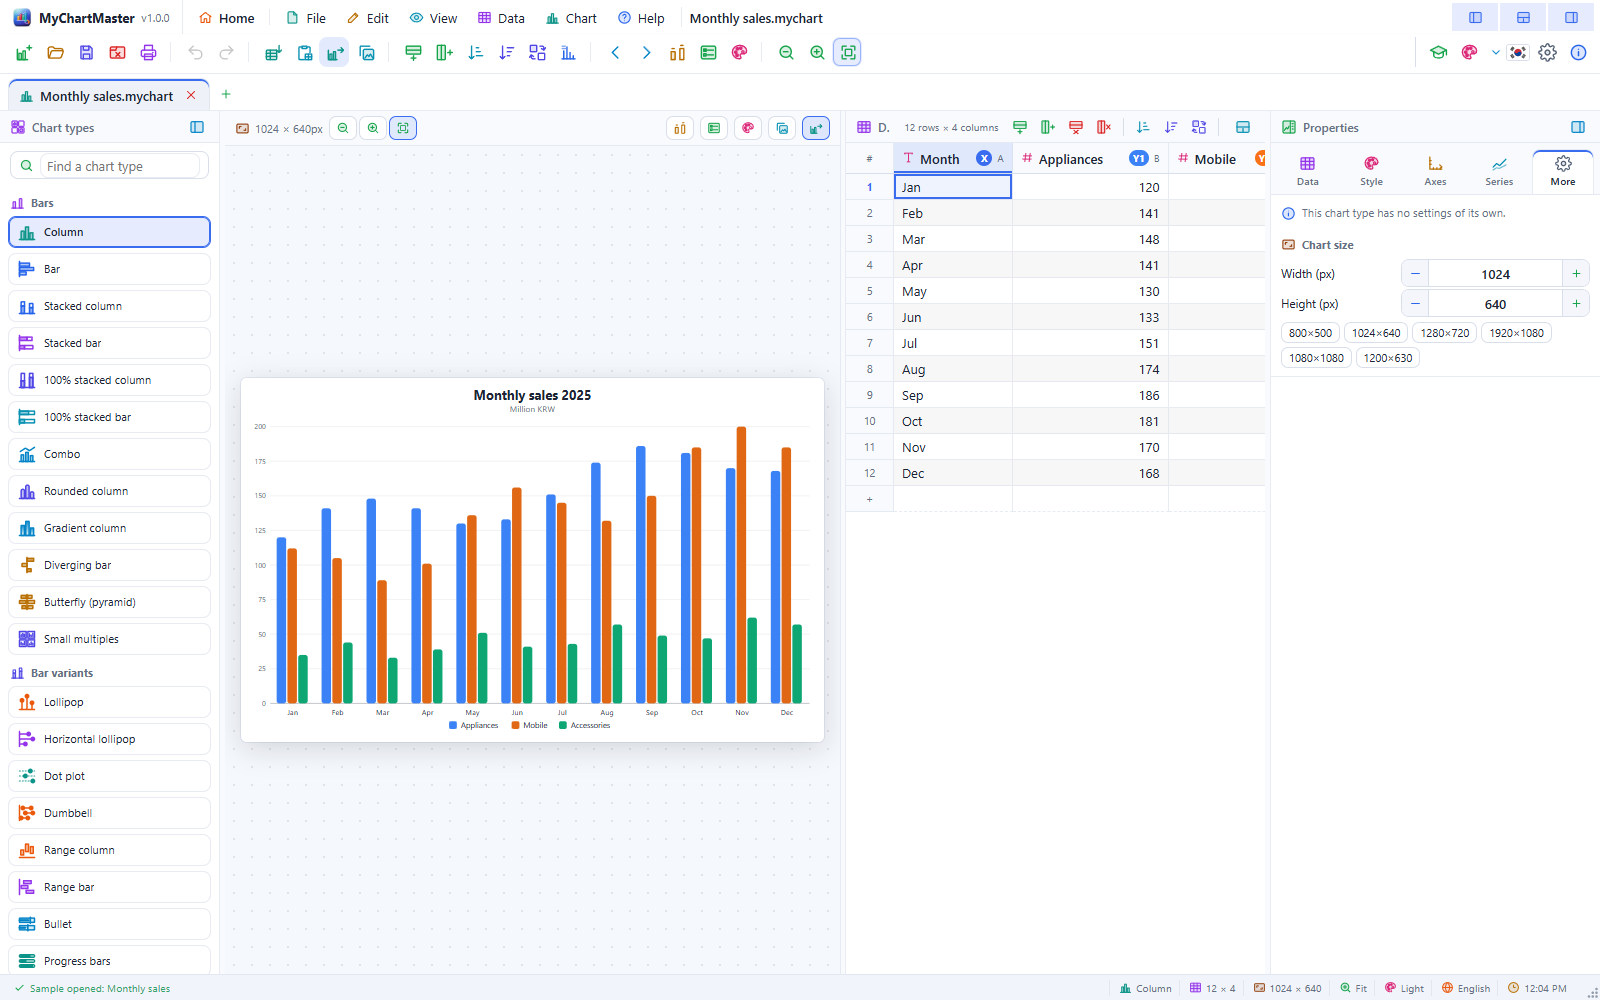 MyChartMaster v1.0.0
Home File Edit View Data Chart Help Monthly sales.mychart
Monthly sales.mychart
Chart types
Find a chart type
Bars
Column
Bar
Stacked column
Stacked bar
100% stacked column
100% stacked bar
Combo
Rounded column
Gradient column
Diverging bar
Butterfly (pyramid)
Small multiples
Bar variants
Lollipop
Horizontal lollipop
Dot plot
Dumbbell
Range column
Range bar
Bullet
Progress bars
1024 × 640px
Monthly sales 2025
Million KRW
200
175
150
125
100
75
50
25
0
Jan Feb Mar Apr May Jun Jul Aug Sep Oct Nov Dec
Appliances Mobile Accessories
D. 12 rows × 4 columns
# T Month X A # Appliances Y1 B # Mobile Y
1 Jan 120
2 Feb 141
3 Mar 148
4 Apr 141
5 May 130
6 Jun 133
7 Jul 151
8 Aug 174
9 Sep 186
10 Oct 181
11 Nov 170
12 Dec 168
+
Properties
Data Style Axes Series More
This chart type has no settings of its own.
Chart size
Width (px) − 1024 +
Height (px) − 640 +
800×500 1024×640 1280×720 1920×1080
1080×1080 1200×630
Sample opened: Monthly sales
Column 12 × 4 1024 × 640 Fit Light English 12:04 PM